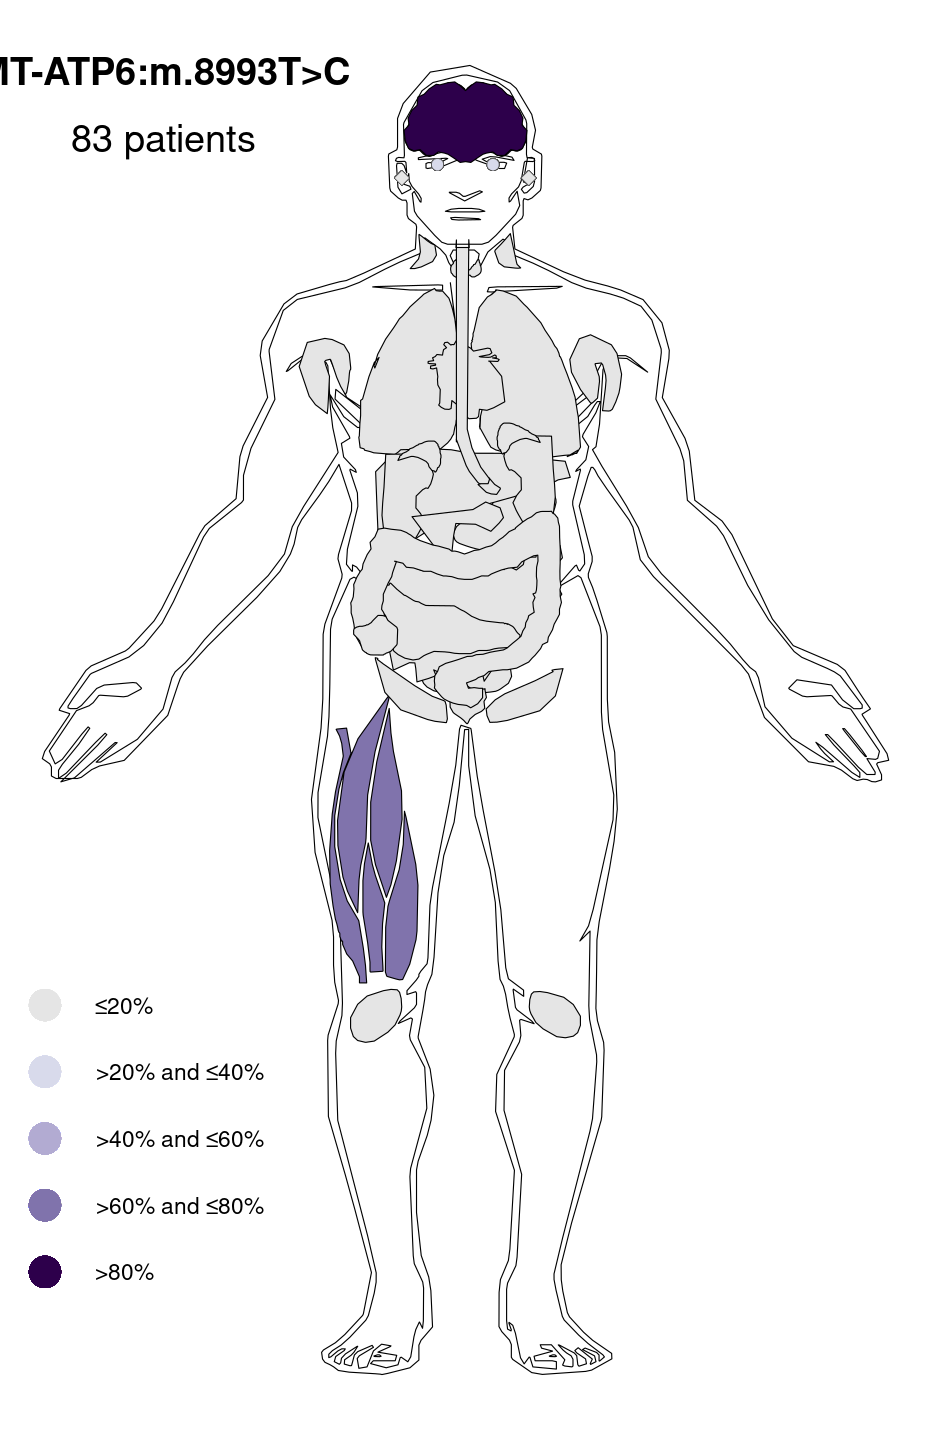 MT-ATP6:m.8993T>C
83 patients
≤20%
>20% and ≤40%
>40% and ≤60%
>60% and ≤80%
>80%